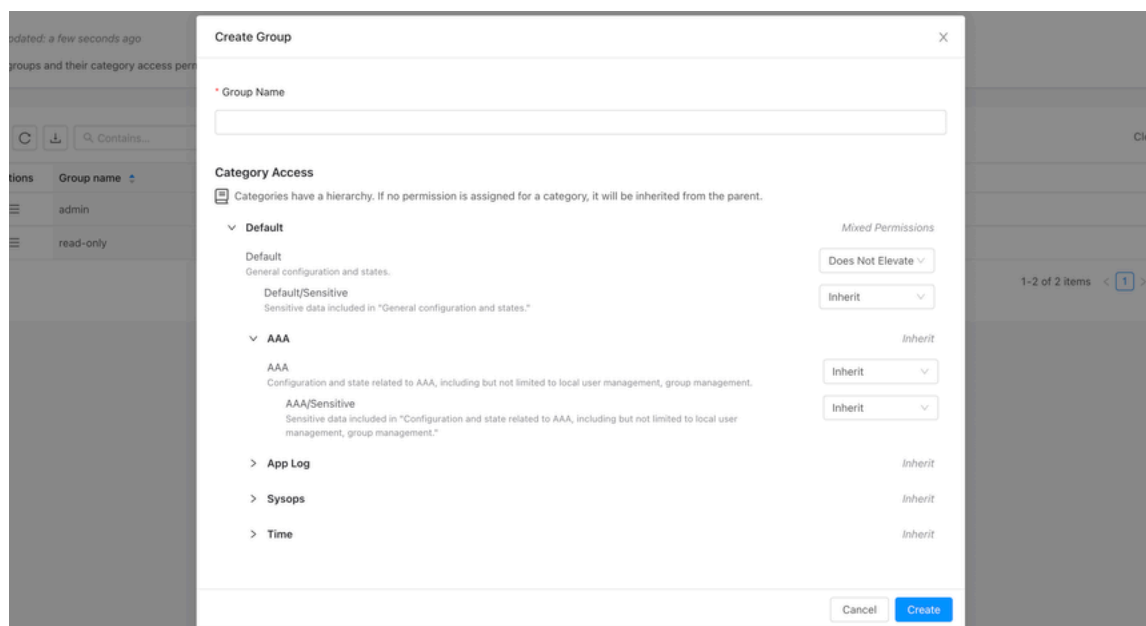 Create Group
updated: a few seconds ago
groups and their category access perm
* Group Name
Contains...
Group name
admin
read-only
1-2 of 2 items
1
Category Access
Categories have a hierarchy. If no permission is assigned for a category, it will be inherited from the parent.
Default
Mixed Permissions
Default
Does Not Elevate
General configuration and states.
Default/Sensitive
Inherit
Sensitive data included in "General configuration and states."
AAA
Inherit
AAA
Inherit
Configuration and state related to AAA, including but not limited to local user management, group management.
AAA/Sensitive
Inherit
Sensitive data included in "Configuration and state related to AAA, including but not limited to local user
management, group management."
App Log
Inherit
Sysops
Inherit
Time
Inherit
Cancel
Create